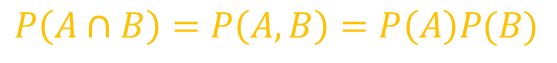 P(A ∩ B) = P(A, B) = P(A)P(B)